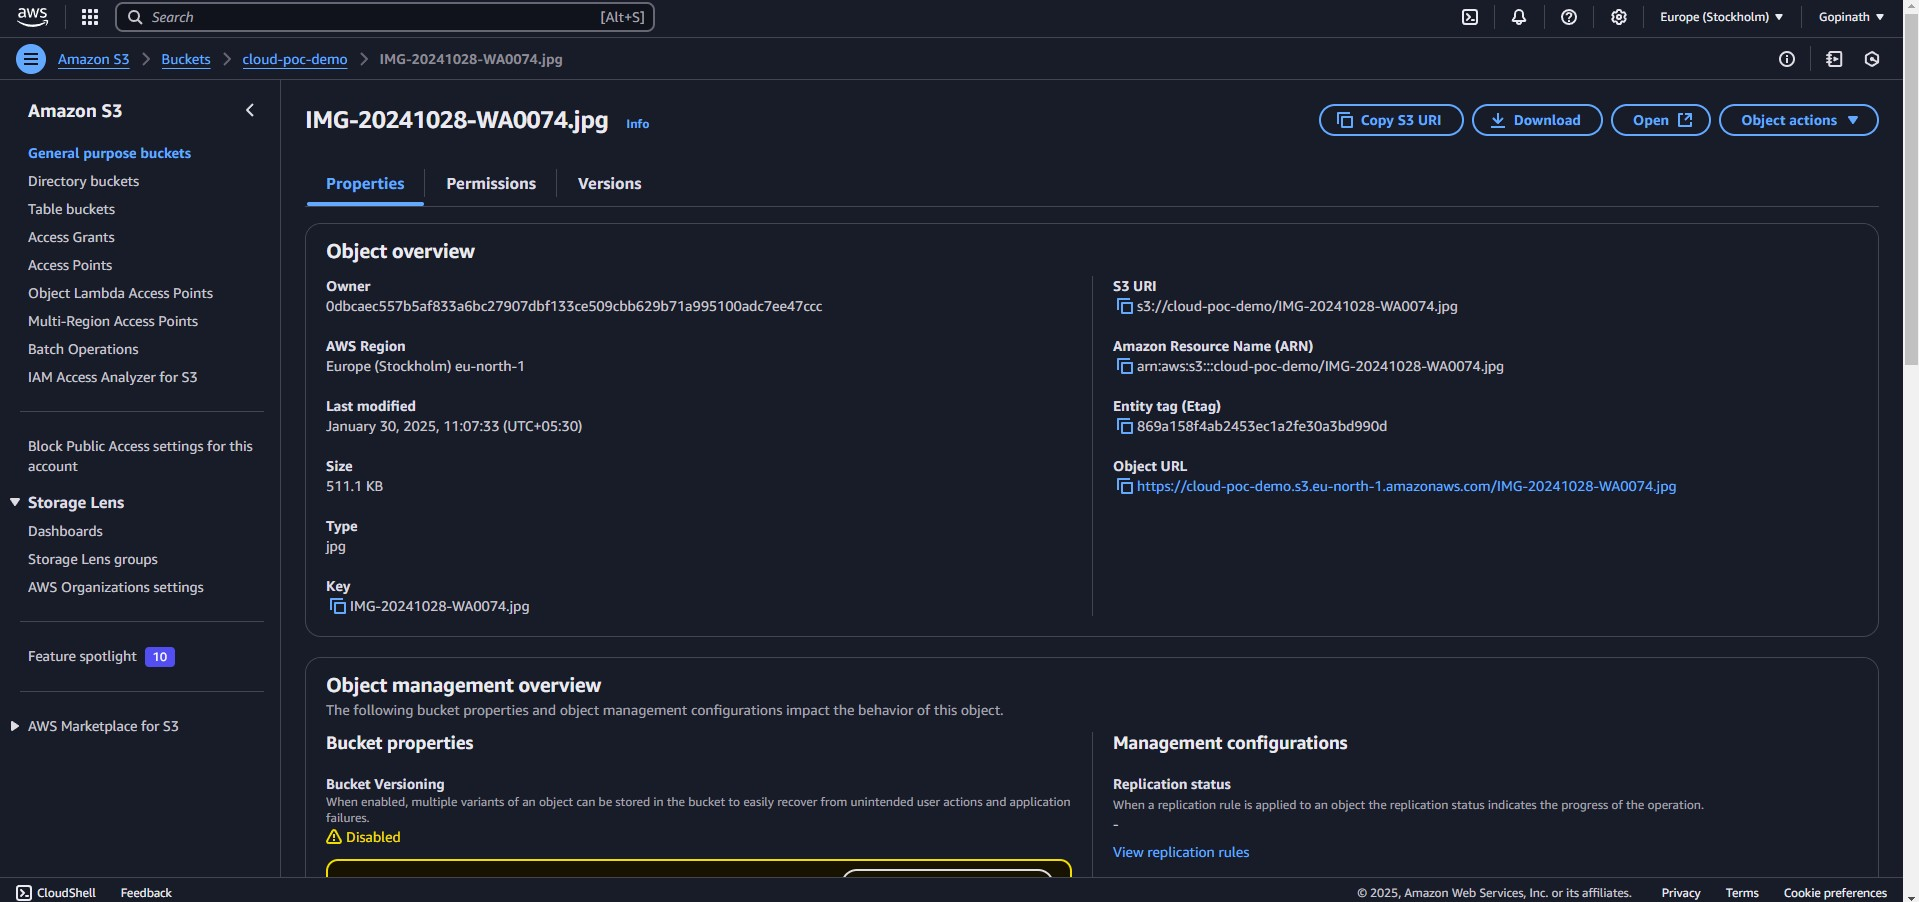 aws
Search [Alt+S]
Europe (Stockholm)
Gopinath
Amazon S3
Buckets
cloud-poc-demo
IMG-20241028-WA0074.jpg
Amazon S3
General purpose buckets
Directory buckets
Table buckets
Access Grants
Access Points
Object Lambda Access Points
Multi-Region Access Points
Batch Operations
IAM Access Analyzer for S3
Block Public Access settings for this
account
Storage Lens
Dashboards
Storage Lens groups
AWS Organizations settings
Feature spotlight 10
AWS Marketplace for S3
IMG-20241028-WA0074.jpg Info
Copy S3 URI
Download
Open
Object actions
Properties
Permissions
Versions
Object overview
Owner
0dbcaec557b5af833a6bc27907dbf133ce509cbb629b71a995100adc7ee47ccc
AWS Region
Europe (Stockholm) eu-north-1
Last modified
January 30, 2025, 11:07:33 (UTC+05:30)
Size
511.1 KB
Type
jpg
Key
IMG-20241028-WA0074.jpg
S3 URI
s3://cloud-poc-demo/IMG-20241028-WA0074.jpg
Amazon Resource Name (ARN)
arn:aws:s3:::cloud-poc-demo/IMG-20241028-WA0074.jpg
Entity tag (Etag)
869a158f4ab2453ec1a2fe30a3bd990d
Object URL
https://cloud-poc-demo.s3.eu-north-1.amazonaws.com/IMG-20241028-WA0074.jpg
Object management overview
The following bucket properties and object management configurations impact the behavior of this object.
Bucket properties
Bucket Versioning
When enabled, multiple variants of an object can be stored in the bucket to easily recover from unintended user actions and application
failures.
Disabled
Management configurations
Replication status
When a replication rule is applied to an object the replication status indicates the progress of the operation.
-
View replication rules
CloudShell
Feedback
© 2025, Amazon Web Services, Inc. or its affiliates.
Privacy
Terms
Cookie preferences